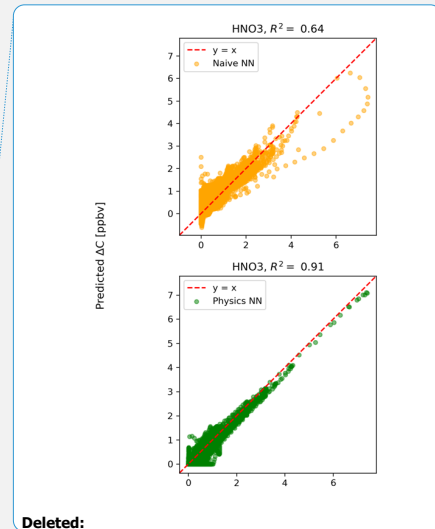 HNO3, R² = 0.64
y = x
Naive NN
7
6
5
4
3
2
1
0
0 2 4 6
Predicted ΔC [ppbv]
HNO3, R² = 0.91
y = x
Physics NN
7
6
5
4
3
2
1
0
0 2 4 6
Deleted: